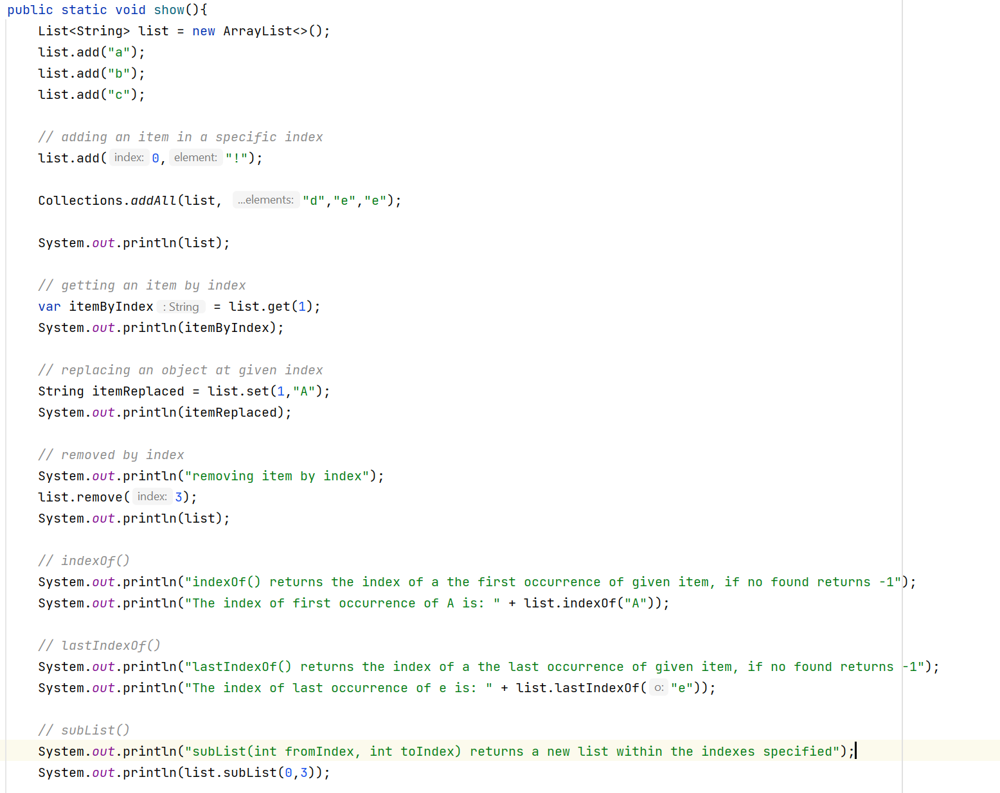 public static void show(){
List<String> list = new ArrayList<>();
list.add("a");
list.add("b");
list.add("c");
// adding an item in a specific index
list.add( index: 0, element: "!");
Collections.addAll(list, ...elements: "d","e","e");
System.out.println(list);
// getting an item by index
var itemByIndex : String = list.get(1);
System.out.println(itemByIndex);
// replacing an object at given index
String itemReplaced = list.set(1,"A");
System.out.println(itemReplaced);
// removed by index
System.out.println("removing item by index");
list.remove( index: 3);
System.out.println(list);
// indexOf()
System.out.println("indexOf() returns the index of a the first occurrence of given item, if no found returns -1");
System.out.println("The index of first occurrence of A is: " + list.indexOf("A"));
// lastIndexOf()
System.out.println("lastIndexOf() returns the index of a the last occurrence of given item, if no found returns -1");
System.out.println("The index of last occurrence of e is: " + list.lastIndexOf( o: "e"));
// subList()
System.out.println("subList(int fromIndex, int toIndex) returns a new list within the indexes specified");
System.out.println(list.subList(0,3));